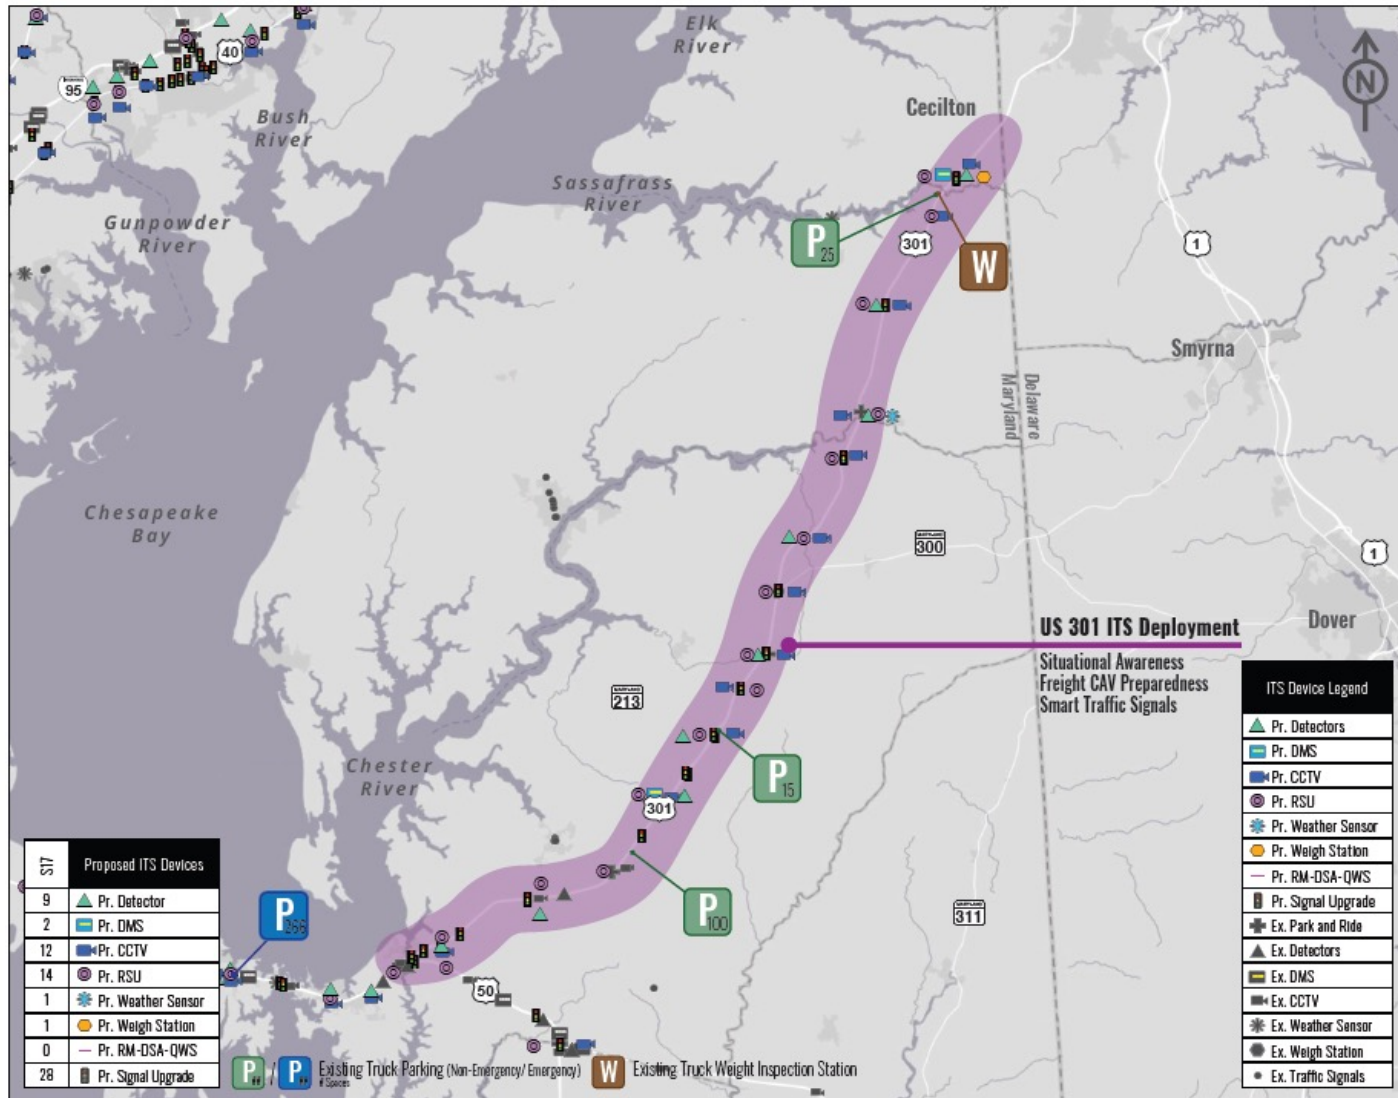 Elk
River
40
95
Bush
River
Cecilton
N
Sassafrass
River
Gunpowder
River
P
25
301
W
1
Smyrna
Maryland
Delaware
Chesapeake
Bay
300
1
Dover
US 301 ITS Deployment
Situational Awareness
Freight CAV Preparedness
Smart Traffic Signals
MARYLAND
213
Chester
River
P
15
301
P
100
311
P
266
50
S17 Proposed ITS Devices
9 Pr. Detector
2 Pr. DMS
12 Pr. CCTV
14 Pr. RSU
1 Pr. Weather Sensor
1 Pr. Weigh Station
0 Pr. RM-DSA-QWS
28 Pr. Signal Upgrade
P ## / P ## Existing Truck Parking (Non-Emergency/ Emergency)
# Spaces
W Existing Truck Weight Inspection Station
ITS Device Legend
Pr. Detectors
Pr. DMS
Pr. CCTV
Pr. RSU
Pr. Weather Sensor
Pr. Weigh Station
Pr. RM-DSA-QWS
Pr. Signal Upgrade
Ex. Park and Ride
Ex. Detectors
Ex. DMS
Ex. CCTV
Ex. Weather Sensor
Ex. Weigh Station
Ex. Traffic Signals